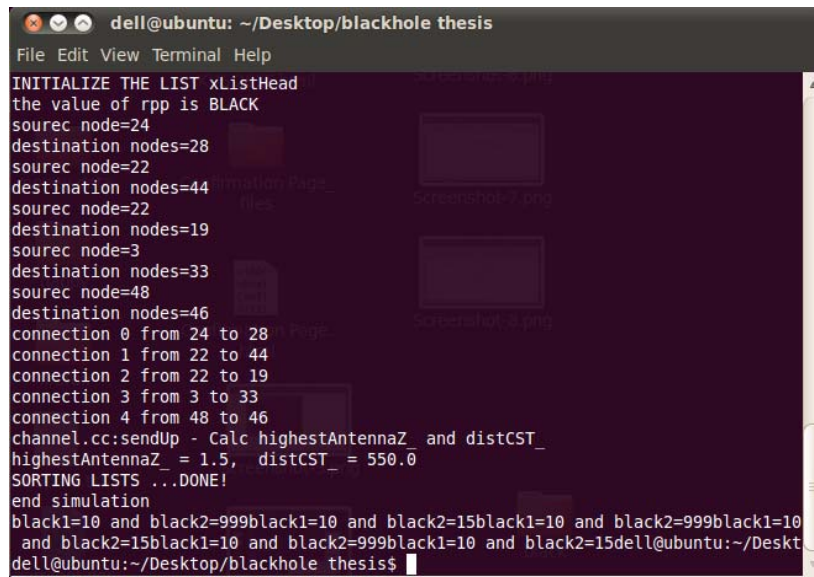 dell@ubuntu: ~/Desktop/blackhole thesis
File Edit View Terminal Help
INITIALIZE THE LIST xListHead
the value of rpp is BLACK
sourec node=24
destination nodes=28
sourec node=22
destination nodes=44
sourec node=22
destination nodes=19
sourec node=3
destination nodes=33
sourec node=48
destination nodes=46
connection 0 from 24 to 28
connection 1 from 22 to 44
connection 2 from 22 to 19
connection 3 from 3 to 33
connection 4 from 48 to 46
channel.cc:sendUp - Calc highestAntennaZ_ and distCST_
highestAntennaZ_ = 1.5,  distCST_ = 550.0
SORTING LISTS ...DONE!
end simulation
black1=10 and black2=999black1=10 and black2=15black1=10 and black2=999black1=10
 and black2=15black1=10 and black2=999black1=10 and black2=15dell@ubuntu:~/Deskt
dell@ubuntu:~/Desktop/blackhole thesis$
Screenshot-7.png
Screenshot-8.png